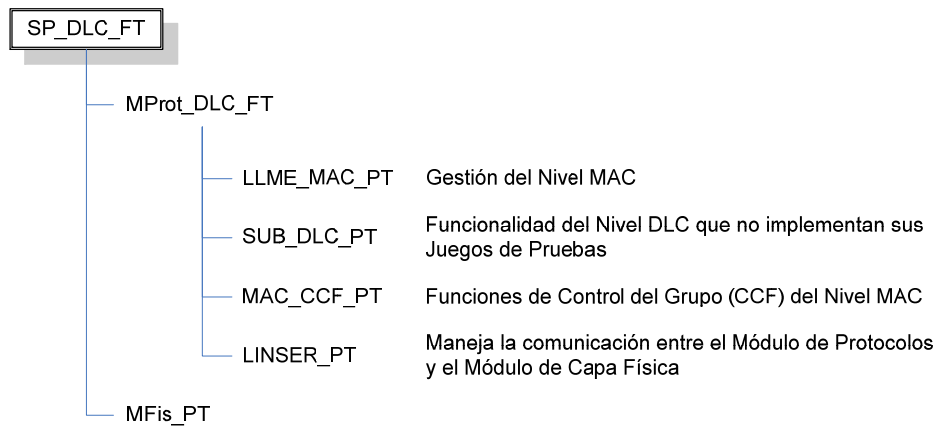 SP_DLC_FT
MProt_DLC_FT
LLME_MAC_PT Gestión del Nivel MAC
SUB_DLC_PT Funcionalidad del Nivel DLC que no implementan sus
Juegos de Pruebas
MAC_CCF_PT Funciones de Control del Grupo (CCF) del Nivel MAC
LINSER_PT Maneja la comunicación entre el Módulo de Protocolos
y el Módulo de Capa Física
MFis_PT